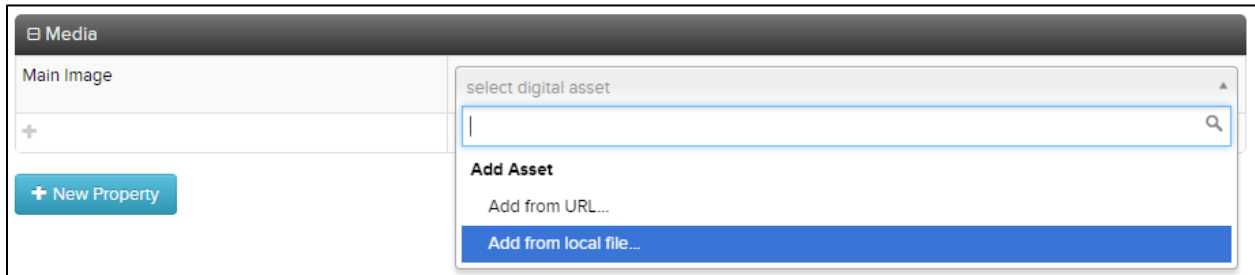 Media
Main Image
select digital asset
Add Asset
Add from URL...
Add from local file...
+ New Property